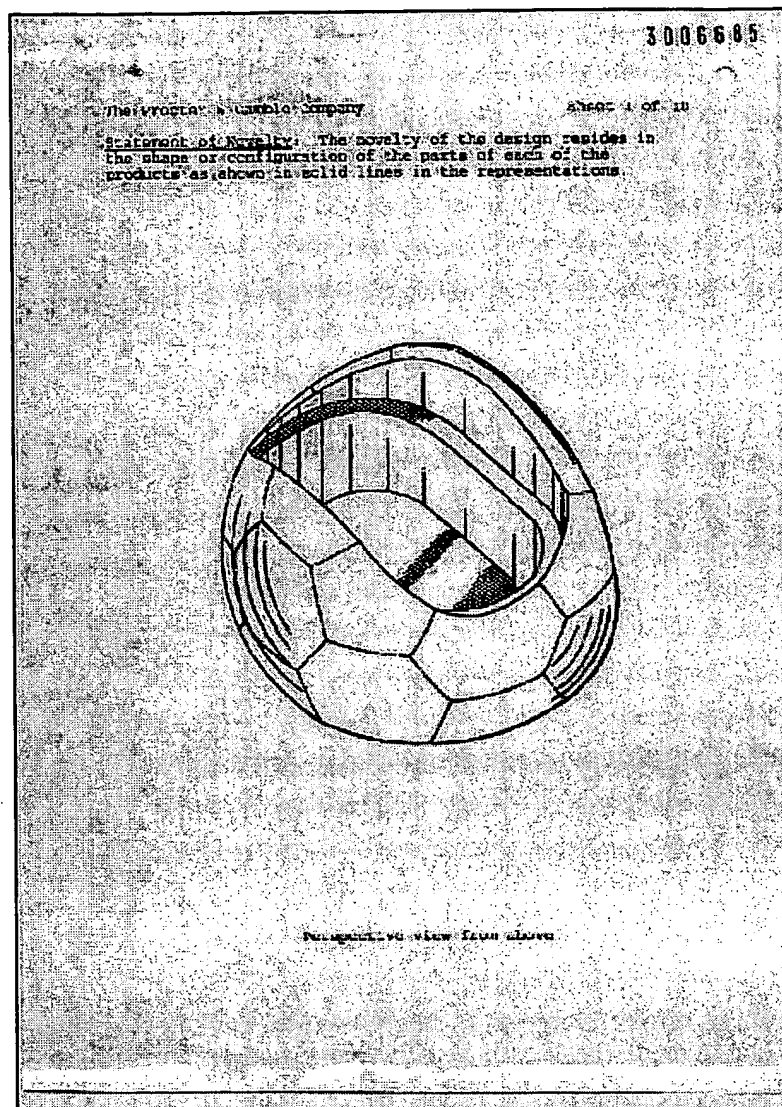 3006685
The Procter & Gamble Company Sheet 1 of 10
Statement of Novelty: The novelty of the design resides in
the shape or configuration of the parts of each of the
products as shown in solid lines in the representations.
Perspective view from above